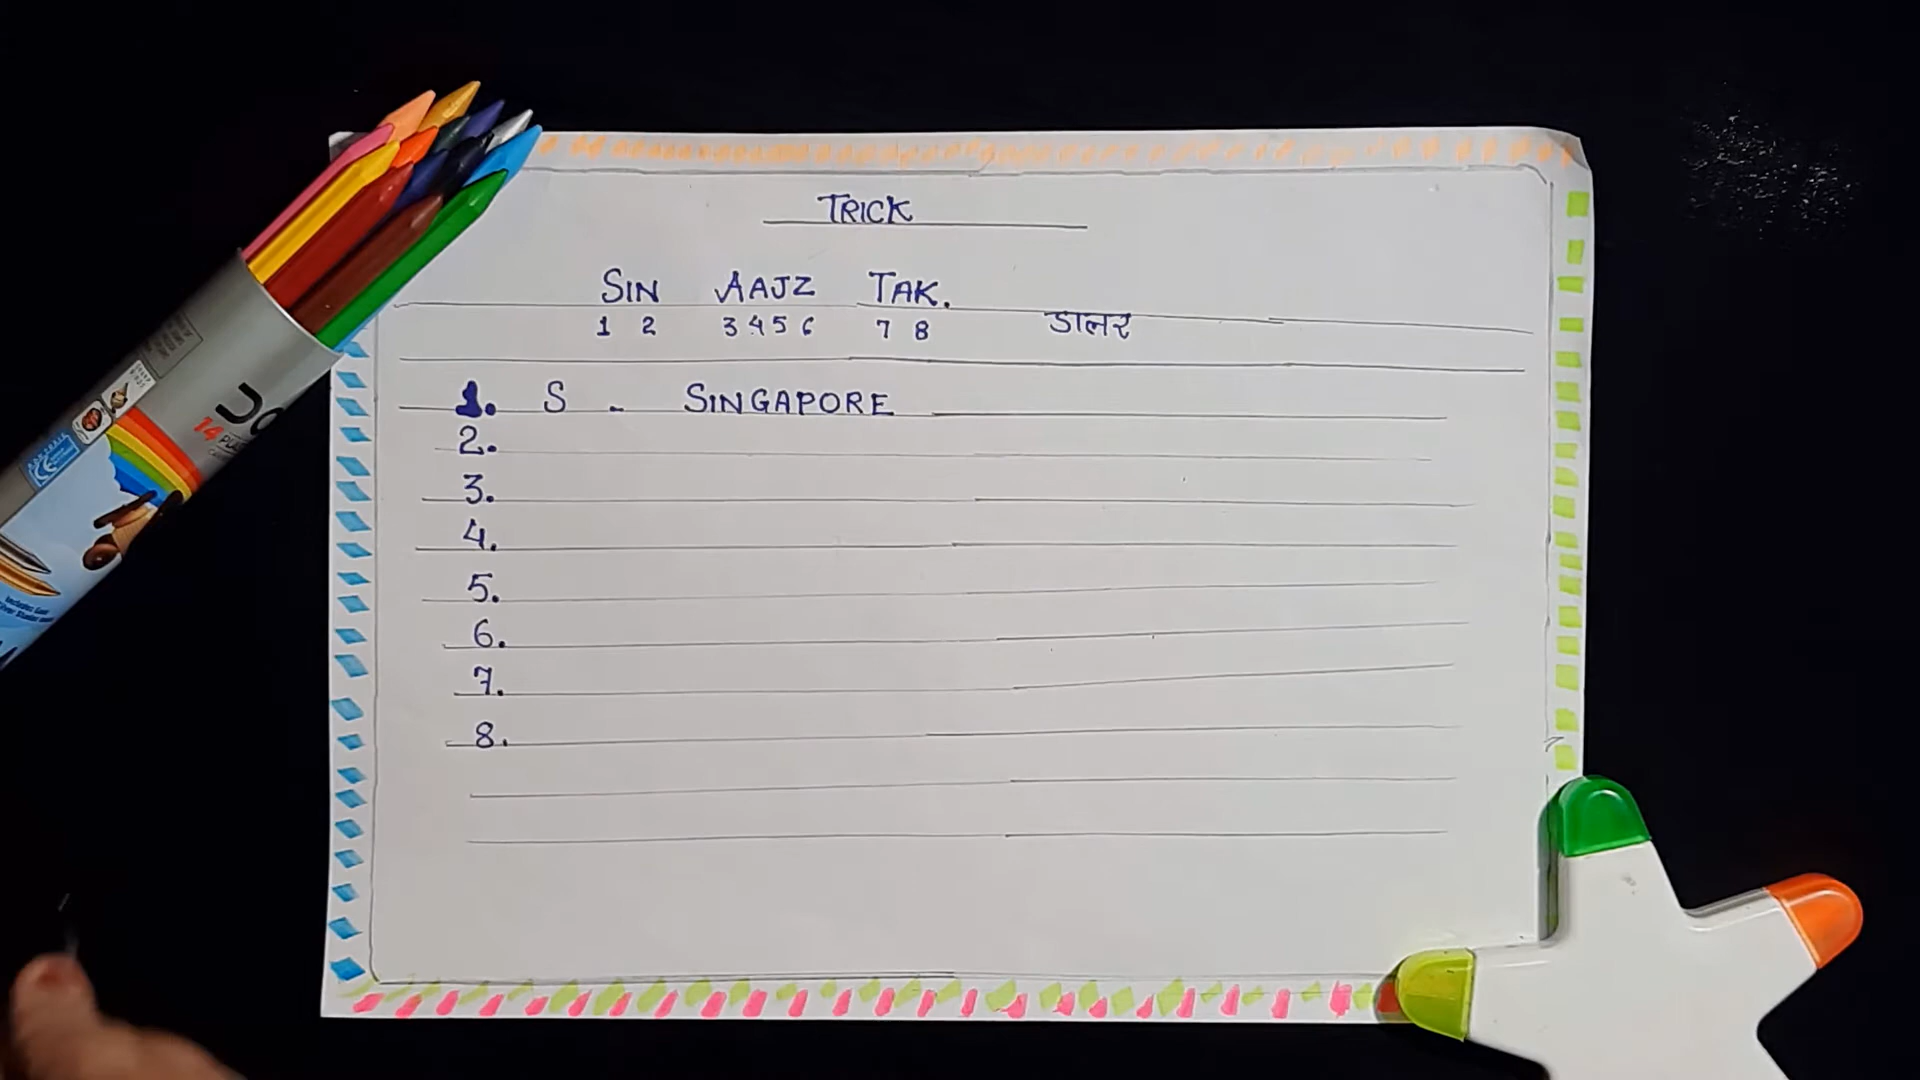 TRICK
SIN AAJZ TAK.
1 2 3 4 5 6 7 8 डालर
1. S - SINGAPORE
2.
3.
4.
5.
6.
7.
8.
14